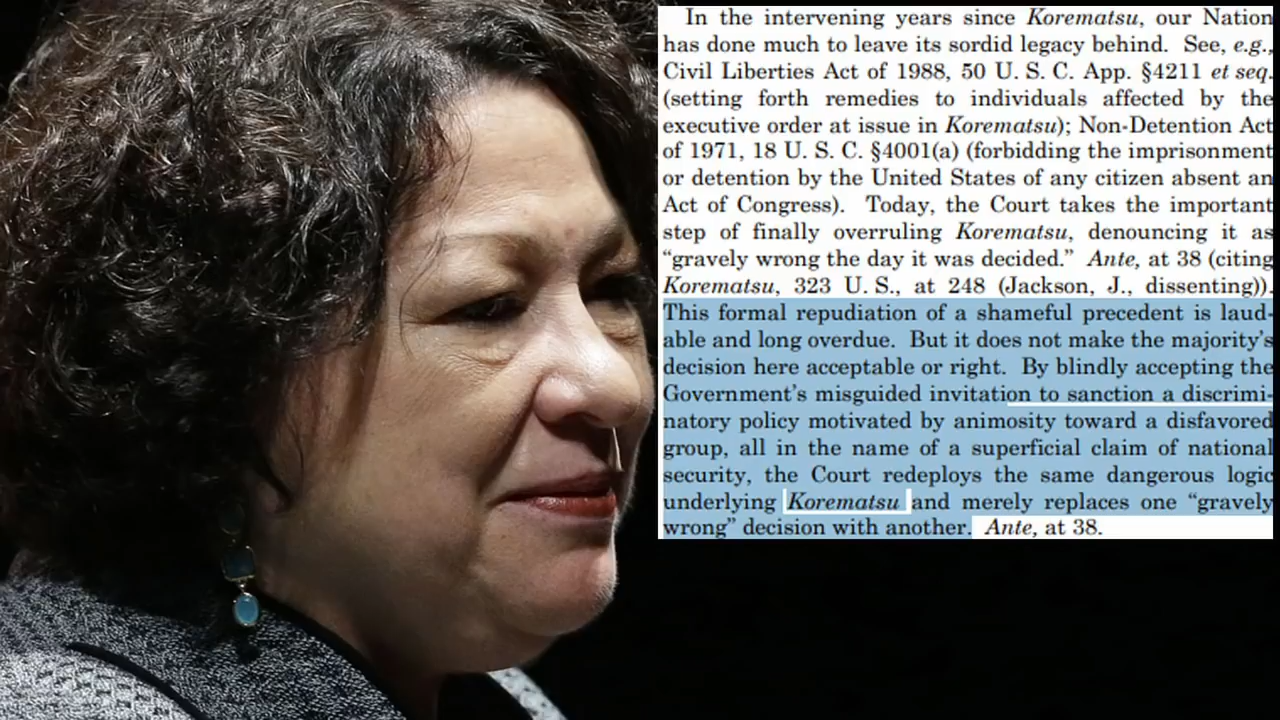 In the intervening years since Korematsu, our Nation
has done much to leave its sordid legacy behind. See, e.g.,
Civil Liberties Act of 1988, 50 U. S. C. App. §4211 et seq.
(setting forth remedies to individuals affected by the
executive order at issue in Korematsu); Non-Detention Act
of 1971, 18 U. S. C. §4001(a) (forbidding the imprisonment
or detention by the United States of any citizen absent an
Act of Congress). Today, the Court takes the important
step of finally overruling Korematsu, denouncing it as
“gravely wrong the day it was decided.” Ante, at 38 (citing
Korematsu, 323 U. S., at 248 (Jackson, J., dissenting)).
This formal repudiation of a shameful precedent is laud-
able and long overdue. But it does not make the majority’s
decision here acceptable or right. By blindly accepting the
Government’s misguided invitation to sanction a discrimi-
natory policy motivated by animosity toward a disfavored
group, all in the name of a superficial claim of national
security, the Court redeploys the same dangerous logic
underlying Korematsu and merely replaces one “gravely
wrong” decision with another. Ante, at 38.